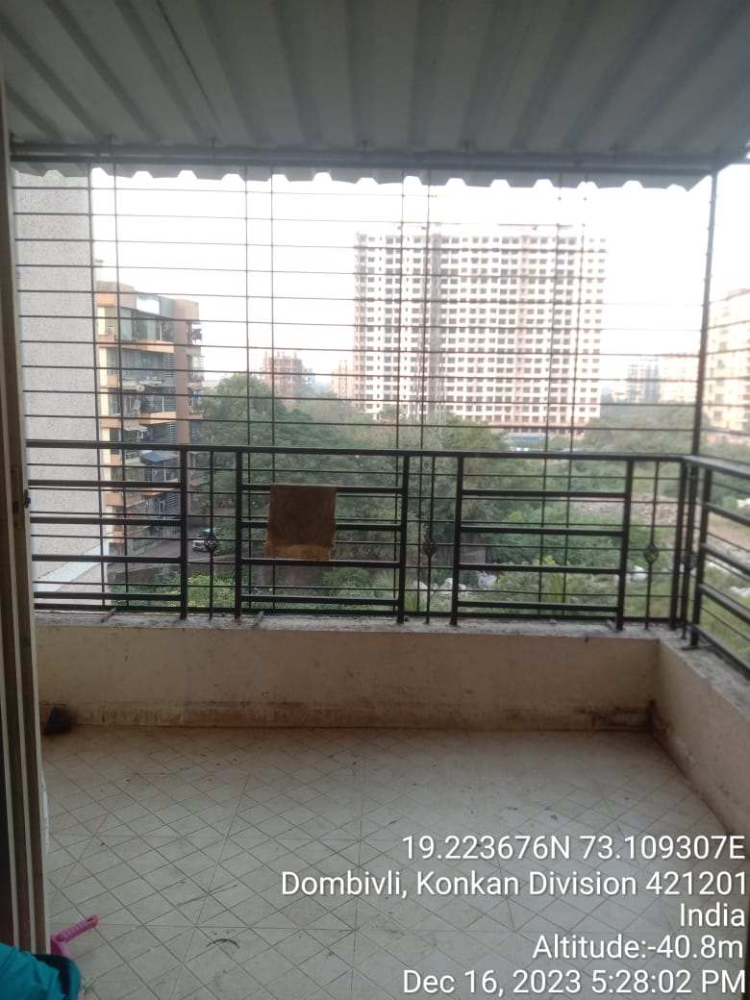 19.223676N 73.109307E
Dombivli, Konkan Division 421201
India
Altitude:-40.8m
Dec 16, 2023 5:28:02 PM